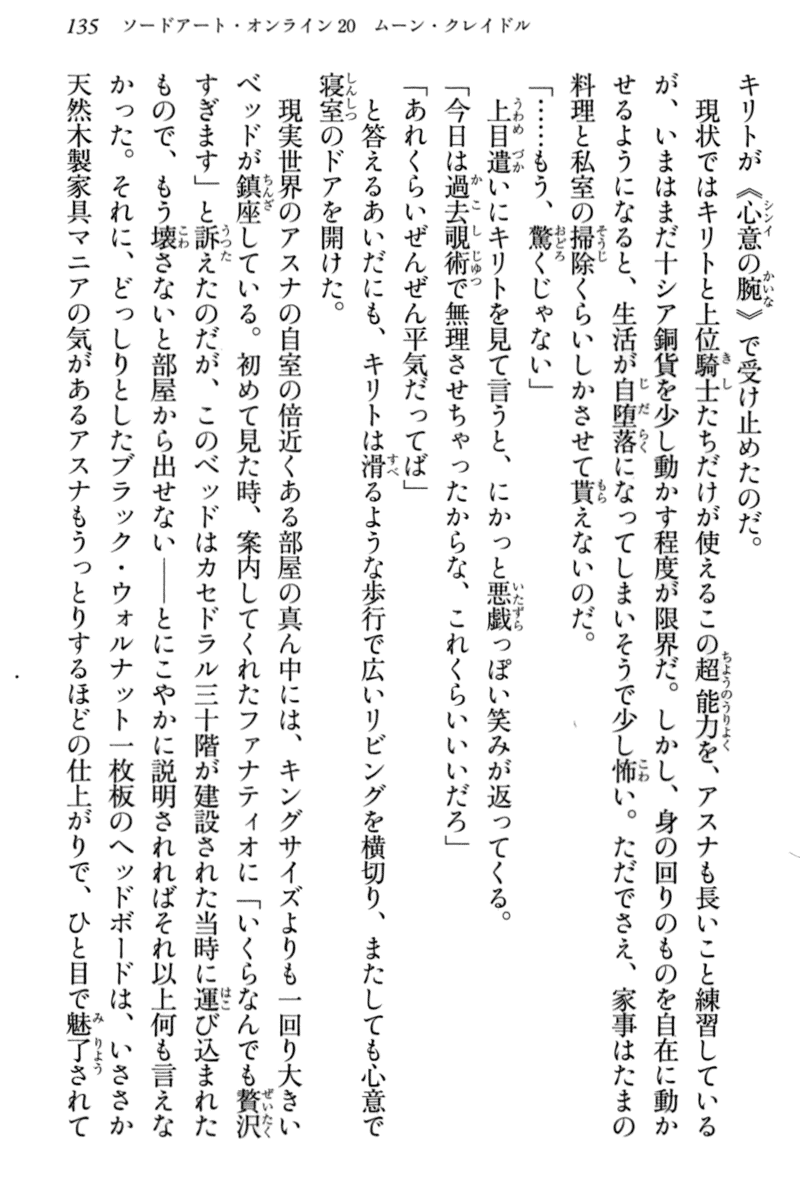 135　ソードアート・オンライン20　ムーン・クレイドル
キリトが《心意の腕》で受け止めたのだ。
　現状ではキリトと上位騎士たちだけが使えるこの超能力を、アスナも長いこと練習している
が、いまはまだ十シア銅貨を少し動かす程度が限界だ。しかし、身の回りのものを自在に動か
せるようになると、生活が自堕落になってしまいそうで少し怖い。ただでさえ、家事はたまの
料理と私室の掃除くらいしかさせて貰えないのだ。
「……もう、驚くじゃない」
　上目遣いにキリトを見て言うと、にかっと悪戯っぽい笑みが返ってくる。
「今日は過去覗術で無理させちゃったからな、これくらいいいだろ」
「あれくらいぜんぜん平気だってば」
　と答えるあいだにも、キリトは滑るような歩行で広いリビングを横切り、またしても心意で
寝室のドアを開けた。
　現実世界のアスナの自室の倍近くある部屋の真ん中には、キングサイズよりも一回り大きい
ベッドが鎮座している。初めて見た時、案内してくれたファナティオに「いくらなんでも贅沢
すぎます」と訴えたのだが、このベッドはカセドラル三十階が建設された当時に運び込まれた
もので、もう壊さないと部屋から出せない――とにこやかに説明されればそれ以上何も言えな
かった。それに、どっしりとしたブラック・ウォルナット一枚板のヘッドボードは、いささか
天然木製家具マニアの気があるアスナもうっとりするほどの仕上がりで、ひと目で魅了されて